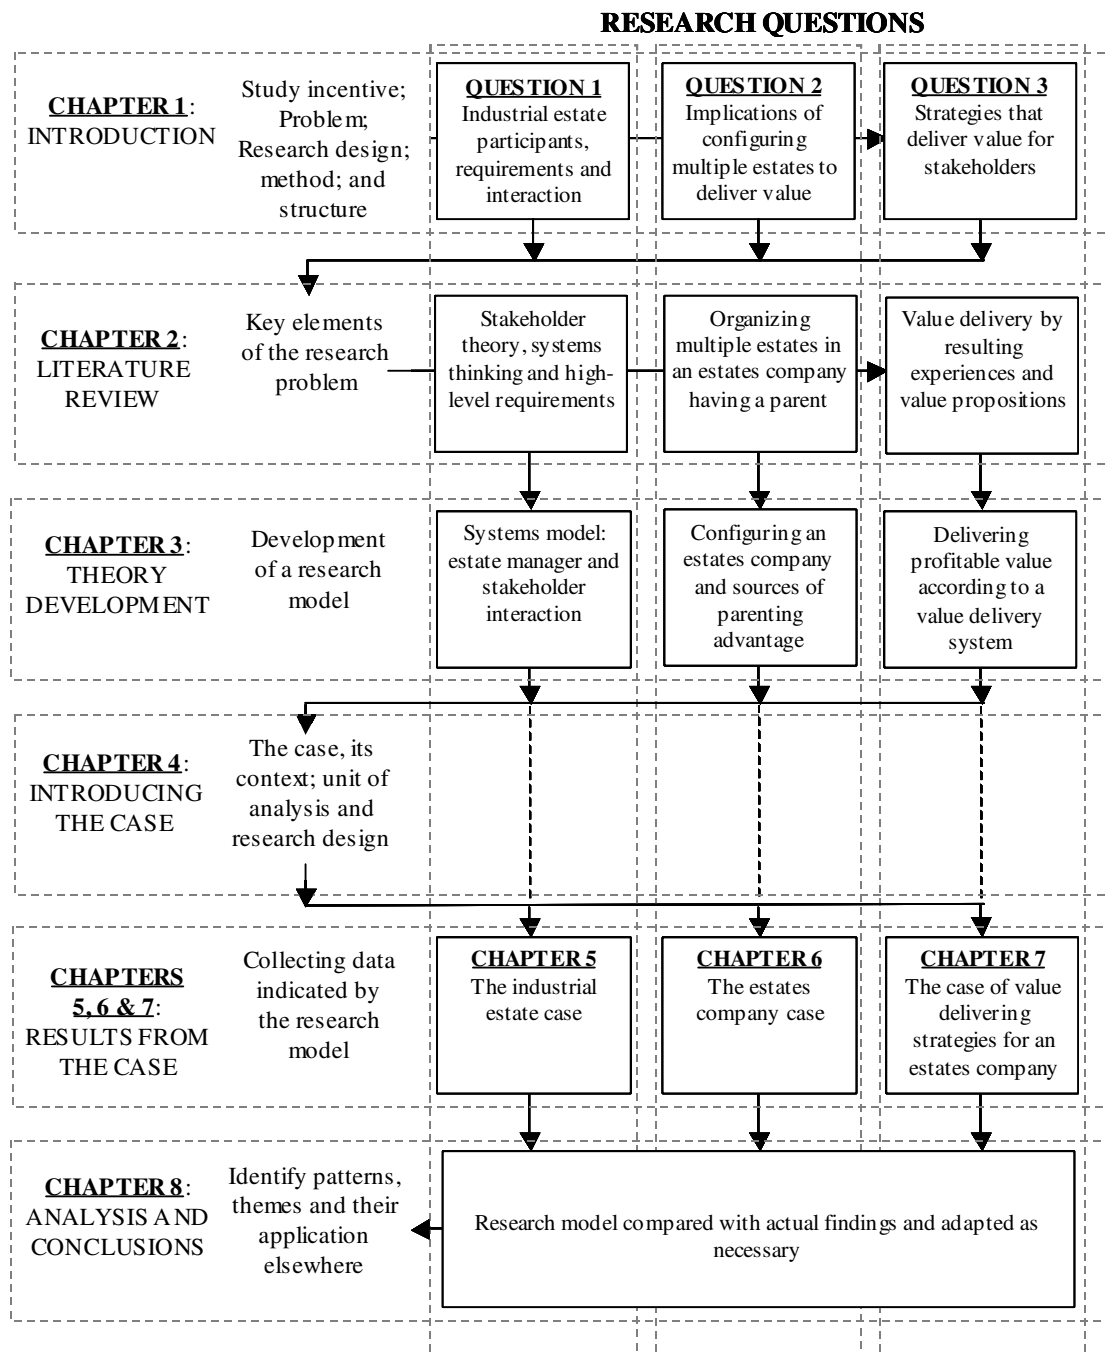 RESEARCH QUESTIONS
CHAPTER 1:
INTRODUCTION
Study incentive;
Problem;
Research design;
method; and
structure
QUESTION 1
Industrial estate
participants,
requirements and
interaction
QUESTION 2
Implications of
configuring
multiple estates to
deliver value
QUESTION 3
Strategies that
deliver value for
stakeholders
CHAPTER 2:
LITERATURE
REVIEW
Key elements
of the research
problem
Stakeholder
theory, systems
thinking and high-
level requirements
Organizing
multiple estates in
an estates company
having a parent
Value delivery by
resulting
experiences and
value propositions
CHAPTER 3:
THEORY
DEVELOPMENT
Development
of a research
model
Systems model:
estate manager and
stakeholder
interaction
Configuring an
estates company
and sources of
parenting
advantage
Delivering
profitable value
according to a
value delivery
system
CHAPTER 4:
INTRODUCING
THE CASE
The case, its
context; unit of
analysis and
research design
CHAPTERS
5, 6 & 7:
RESULTS FROM
THE CASE
Collecting data
indicated by
the research
model
CHAPTER 5
The industrial
estate case
CHAPTER 6
The estates
company case
CHAPTER 7
The case of value
delivering
strategies for an
estates company
CHAPTER 8:
ANALYSIS AND
CONCLUSIONS
Identify patterns,
themes and their
application
elsewhere
Research model compared with actual findings and adapted as
necessary